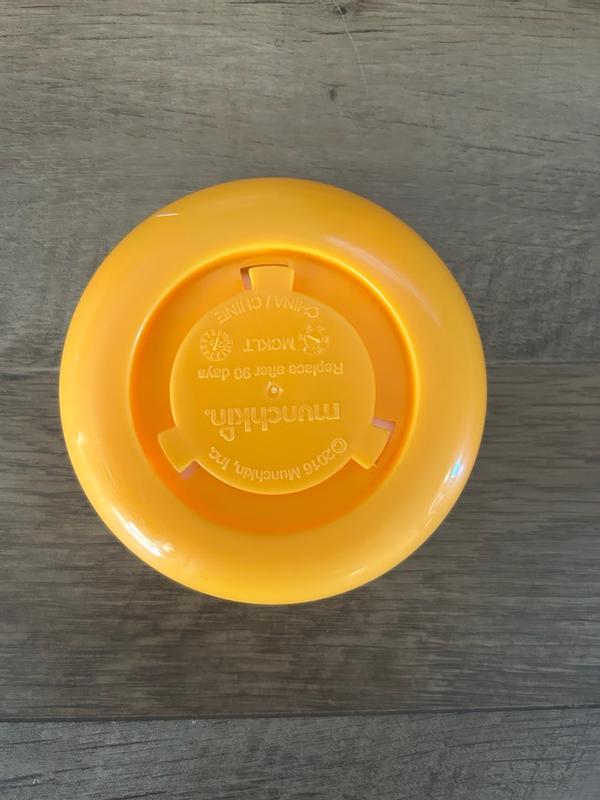 ©2016 Munchkin, Inc.
munchkin.
Replace after 90 days
MCKLT
CHINA / CHINE